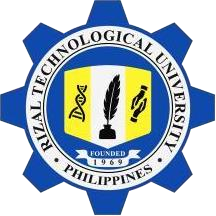 RIZAL TECHNOLOGICAL UNIVERSITY
FOUNDED
1969
• PHILIPPINES •